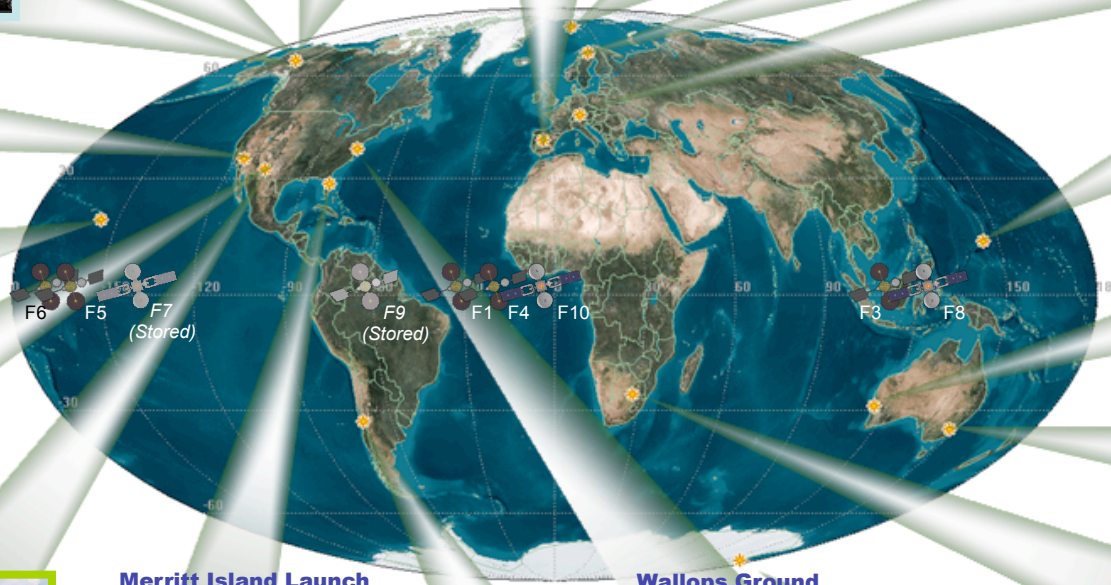 60
-120
-90
60
90
150
F6
F5
F7
(Stored)
F9
(Stored)
F1
F4
F10
F3
F8
-30
-60
Merritt Island Launch
Wallops Ground